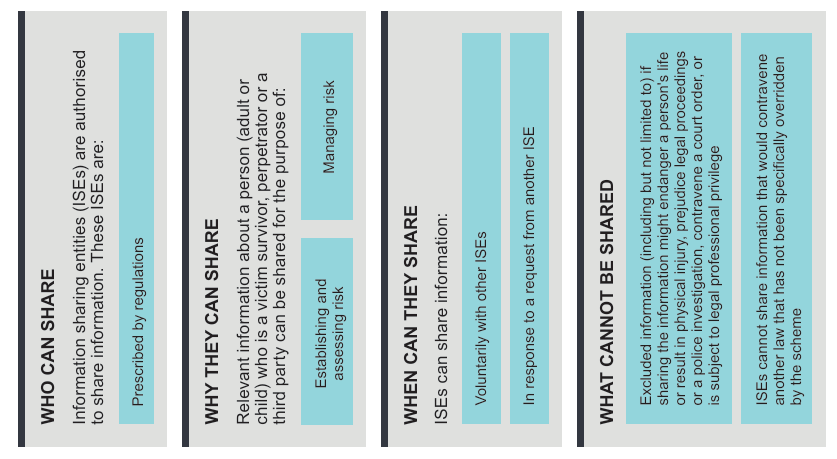 WHO CAN SHARE
Information sharing entities (ISEs) are authorised
to share information. These ISEs are:
Prescribed by regulations
WHY THEY CAN SHARE
Relevant information about a person (adult or
child) who is a victim survivor, perpetrator or a
third party can be shared for the purpose of:
Establishing and
assessing risk
Managing risk
WHEN CAN THEY SHARE
ISEs can share information:
Voluntarily with other ISEs
In response to a request from another ISE
WHAT CANNOT BE SHARED
Excluded information (including but not limited to) if
sharing the information might endanger a person's life
or result in physical injury, prejudice legal proceedings
or a police investigation, contravene a court order, or
is subject to legal professional privilege
ISEs cannot share information that would contravene
another law that has not been specifically overridden
by the scheme